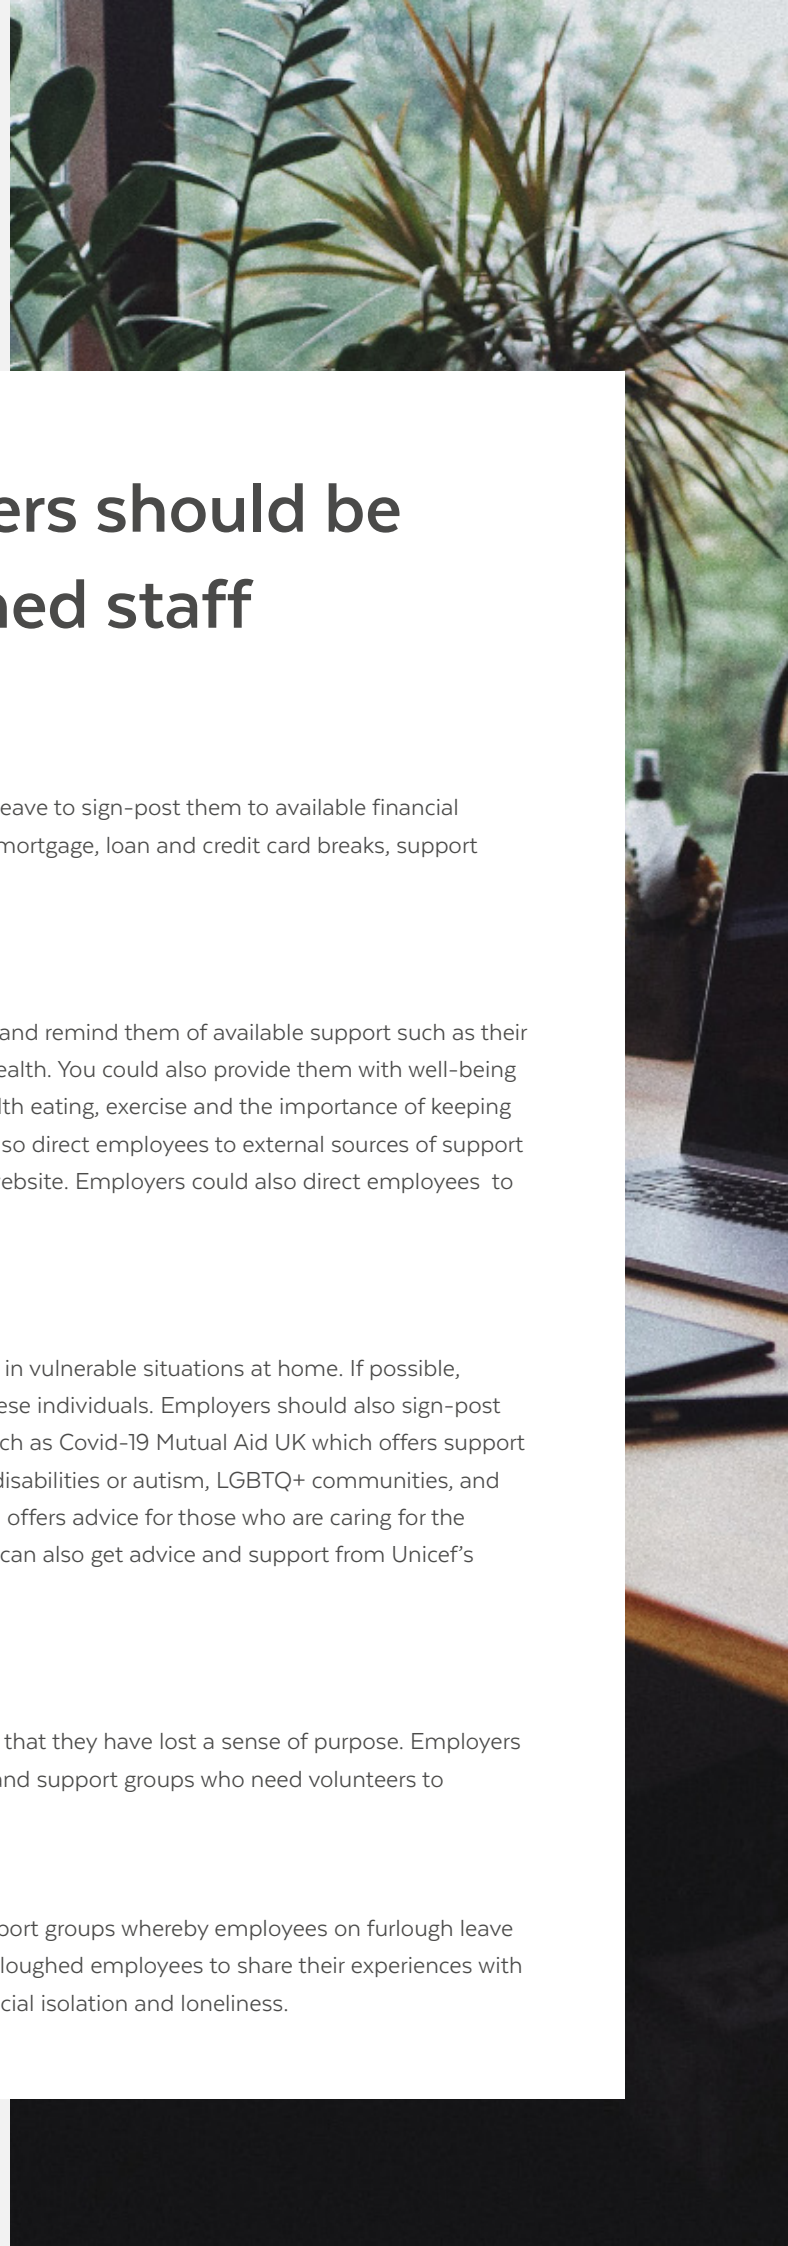 ers should be
ned staff
eave to sign-post them to available financial
mortgage, loan and credit card breaks, support
and remind them of available support such as their
ealth. You could also provide them with well-being
lth eating, exercise and the importance of keeping
so direct employees to external sources of support
ebsite. Employers could also direct employees  to
in vulnerable situations at home. If possible,
ese individuals. Employers should also sign-post
ch as Covid-19 Mutual Aid UK which offers support
disabilities or autism, LGBTQ+ communities, and
offers advice for those who are caring for the
can also get advice and support from Unicef’s
that they have lost a sense of purpose. Employers
and support groups who need volunteers to
port groups whereby employees on furlough leave
loughed employees to share their experiences with
cial isolation and loneliness.